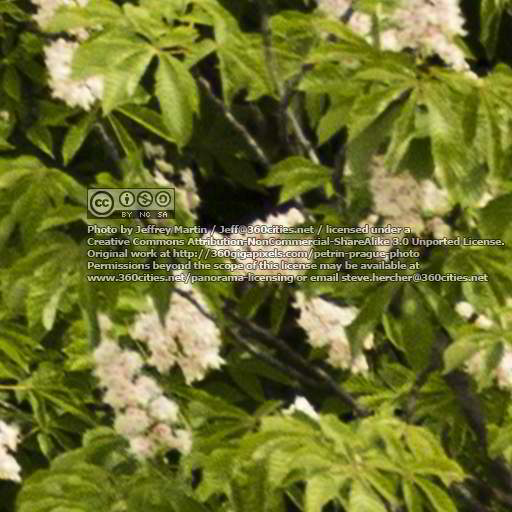 cc
BY NC SA
Photo by Jeffrey Martin / Jeff@360cities.net / licensed under a
Creative Commons Attribution-NonCommercial-ShareAlike 3.0 Unported License.
Original work at http://360gigapixels.com/petrin-prague-photo
Permissions beyond the scope of this license may be available at
www.360cities.net/panorama-licensing or email steve.hercher@360cities.net